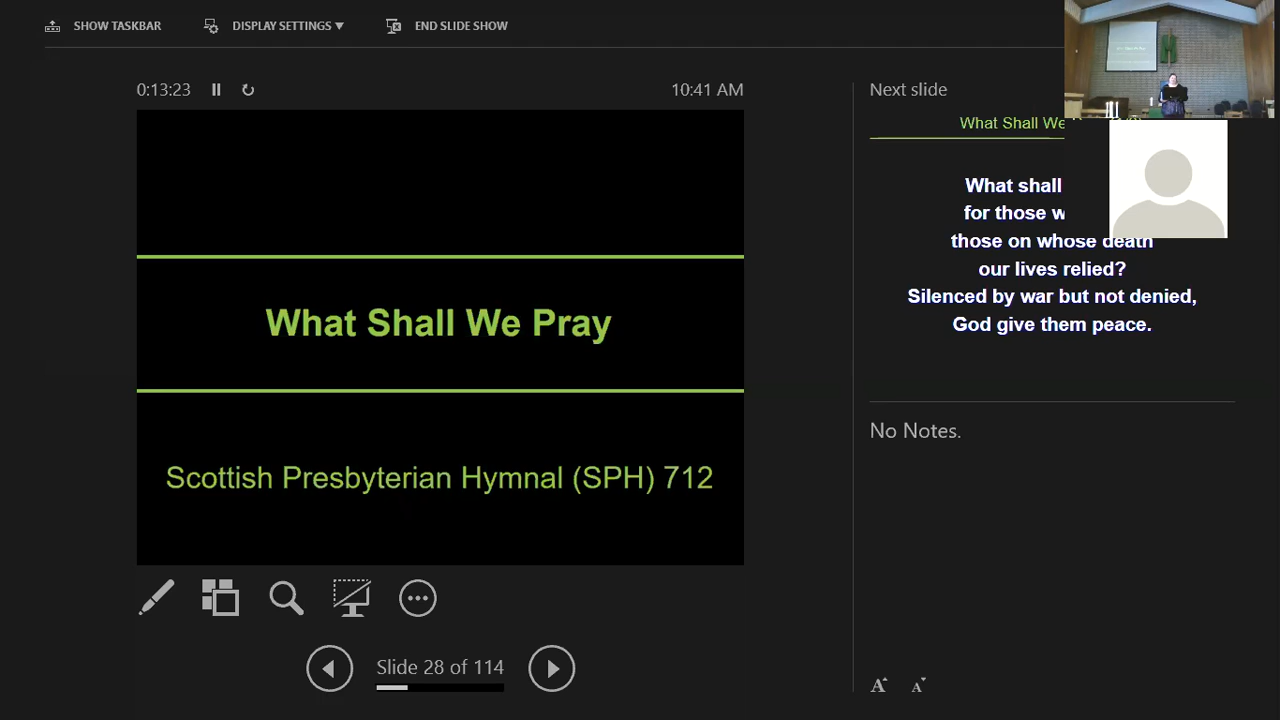 SHOW TASKBAR
DISPLAY SETTINGS
END SLIDE SHOW
0:13:23
10:41 AM
What Shall We Pray
Scottish Presbyterian Hymnal (SPH) 712
Slide 28 of 114
Next slide
What Shall We
What shall
for those
those on whose death
our lives relied?
Silenced by war but not denied,
God give them peace.
No Notes.
A A